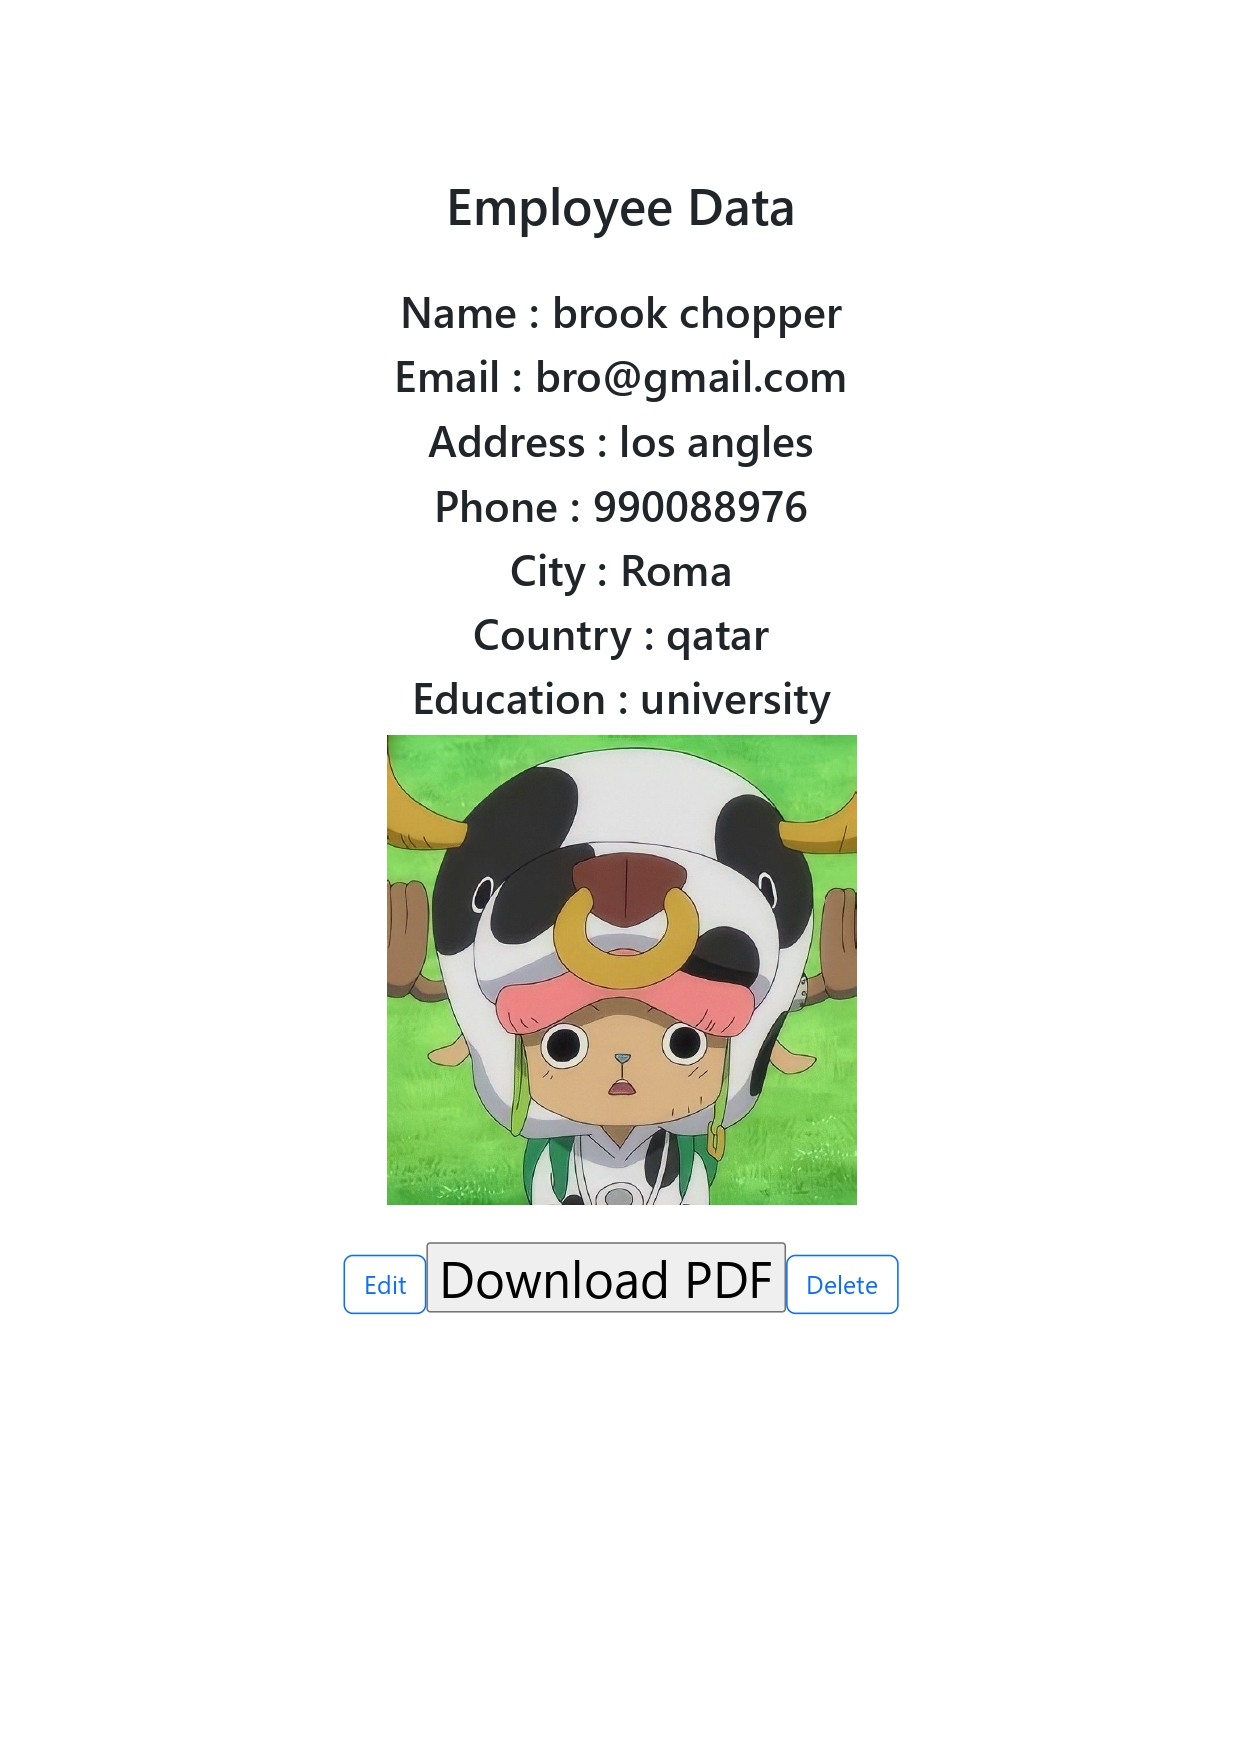 Employee Data
Name : brook chopper
Email : bro@gmail.com
Address : los angles
Phone : 990088976
City : Roma
Country : qatar
Education : university
Edit Download PDF Delete